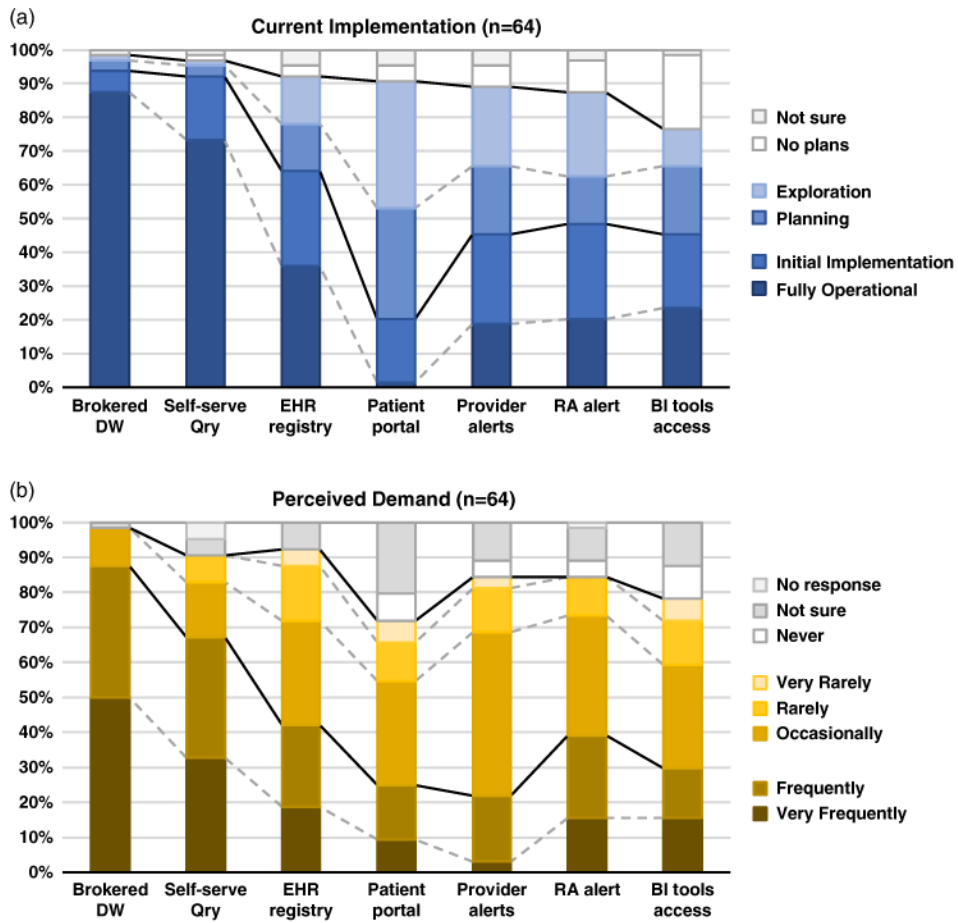 (a)
Current Implementation (n=64)
100%
90%
80%
70%
60%
50%
40%
30%
20%
10%
0%
Not sure
No plans
Exploration
Planning
Initial Implementation
Fully Operational
Brokered DW
Self-serve Qry
EHR registry
Patient portal
Provider alerts
RA alert
BI tools access
(b)
Perceived Demand (n=64)
100%
90%
80%
70%
60%
50%
40%
30%
20%
10%
0%
No response
Not sure
Never
Very Rarely
Rarely
Occasionally
Frequently
Very Frequently
Brokered DW
Self-serve Qry
EHR registry
Patient portal
Provider alerts
RA alert
BI tools access